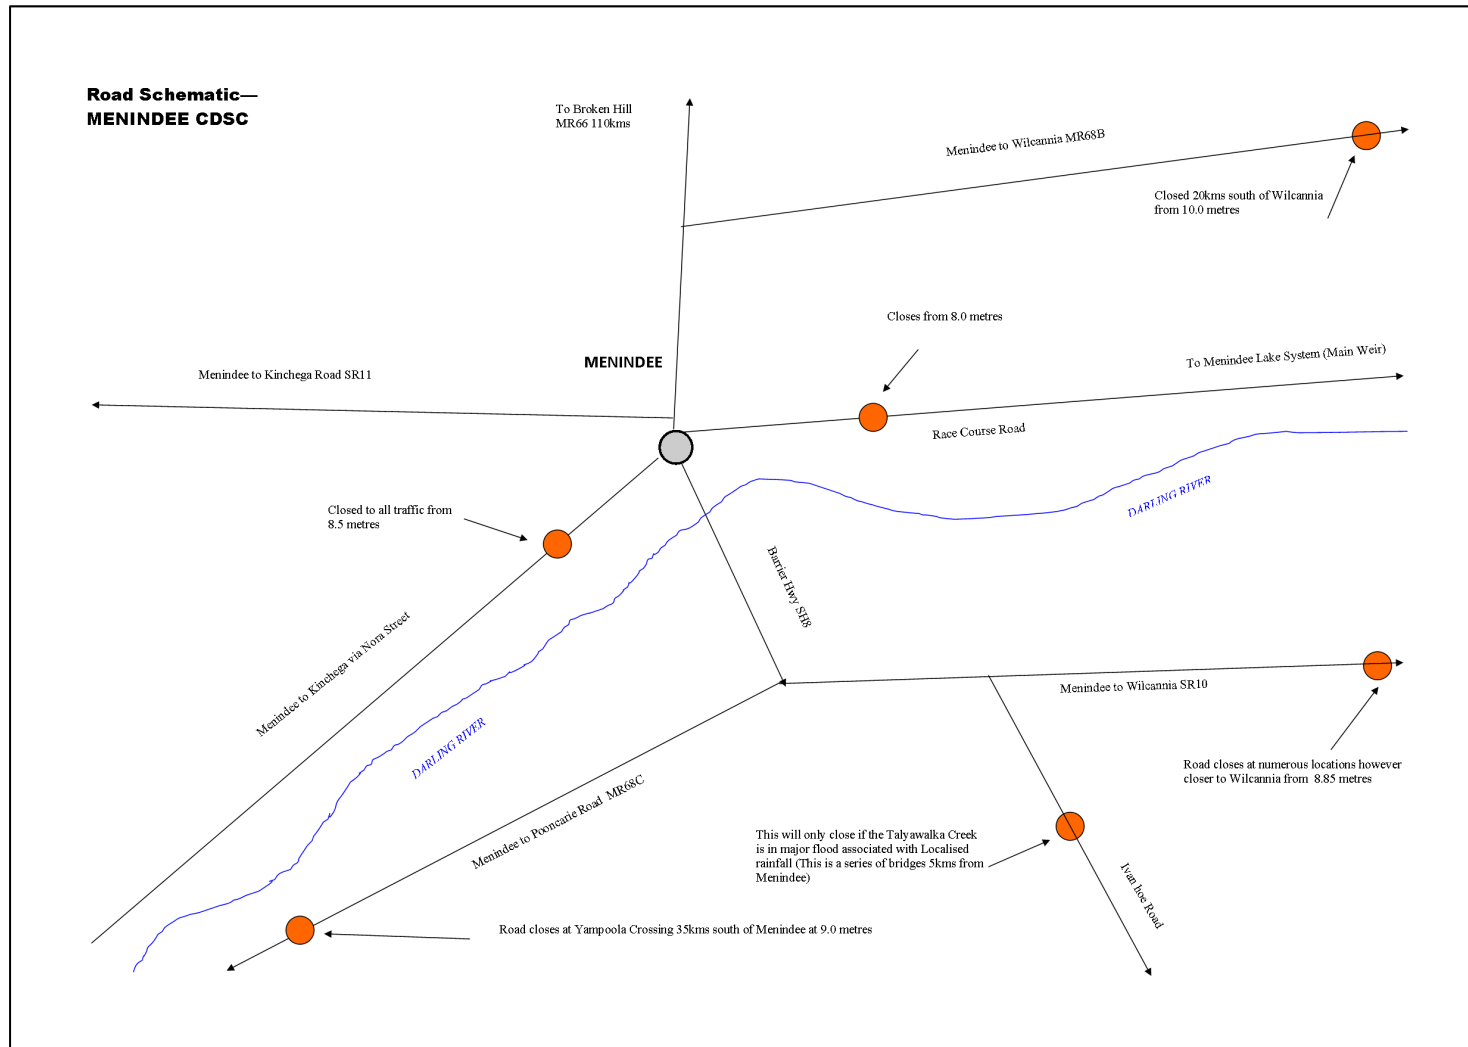 Road Schematic—
MENINDEE CDSC
To Broken Hill
MR66 110kms
Menindee to Wilcannia MR68B
Closed 20kms south of Wilcannia
from 10.0 metres
Closes from 8.0 metres
MENINDEE
To Menindee Lake System (Main Weir)
Menindee to Kinchega Road SR11
Race Course Road
DARLING RIVER
Closed to all traffic from
8.5 metres
Barrier Hwy SH8
Menindee to Kinchega via Nora Street
Menindee to Wilcannia SR10
DARLING RIVER
Road closes at numerous locations however
closer to Wilcannia from 8.85 metres
Menindee to Pooncarie Road MR68C
This will only close if the Talyawalka Creek
is in major flood associated with Localised
rainfall (This is a series of bridges 5kms from
Menindee)
Ivan hoe Road
Road closes at Yampoola Crossing 35kms south of Menindee at 9.0 metres